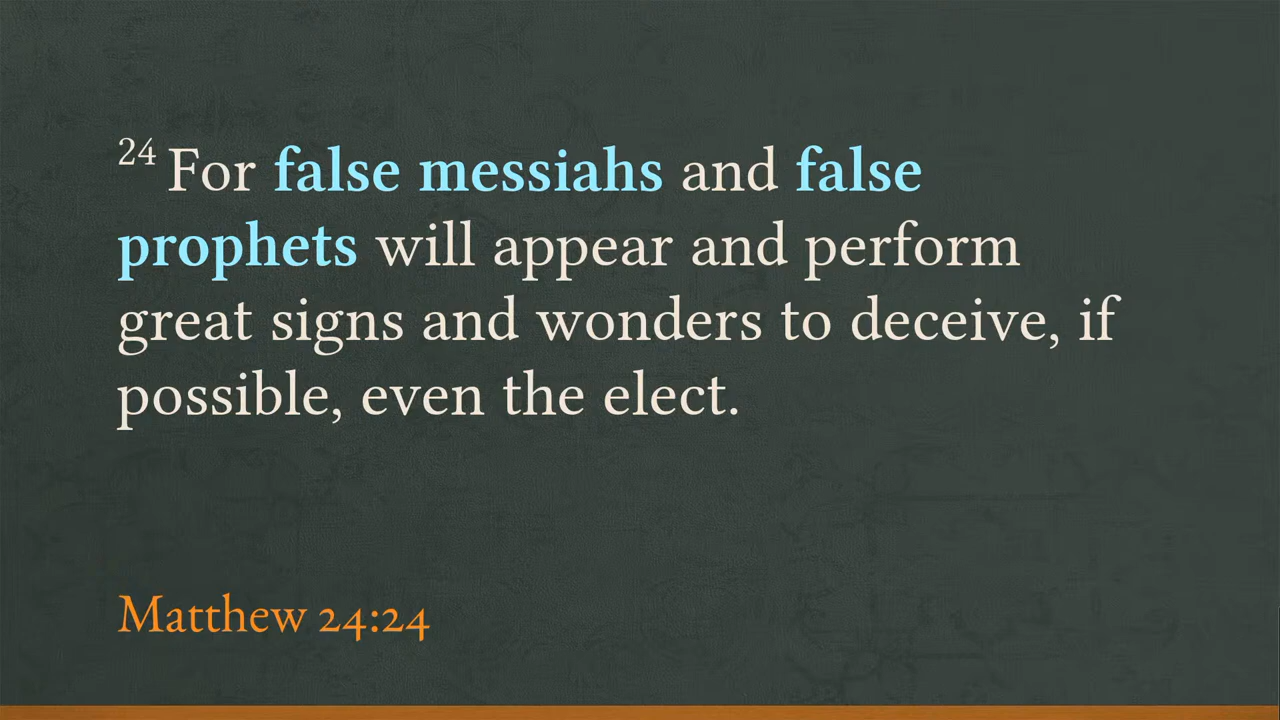 24 For false messiahs and false
prophets will appear and perform
great signs and wonders to deceive, if
possible, even the elect.
Matthew 24:24